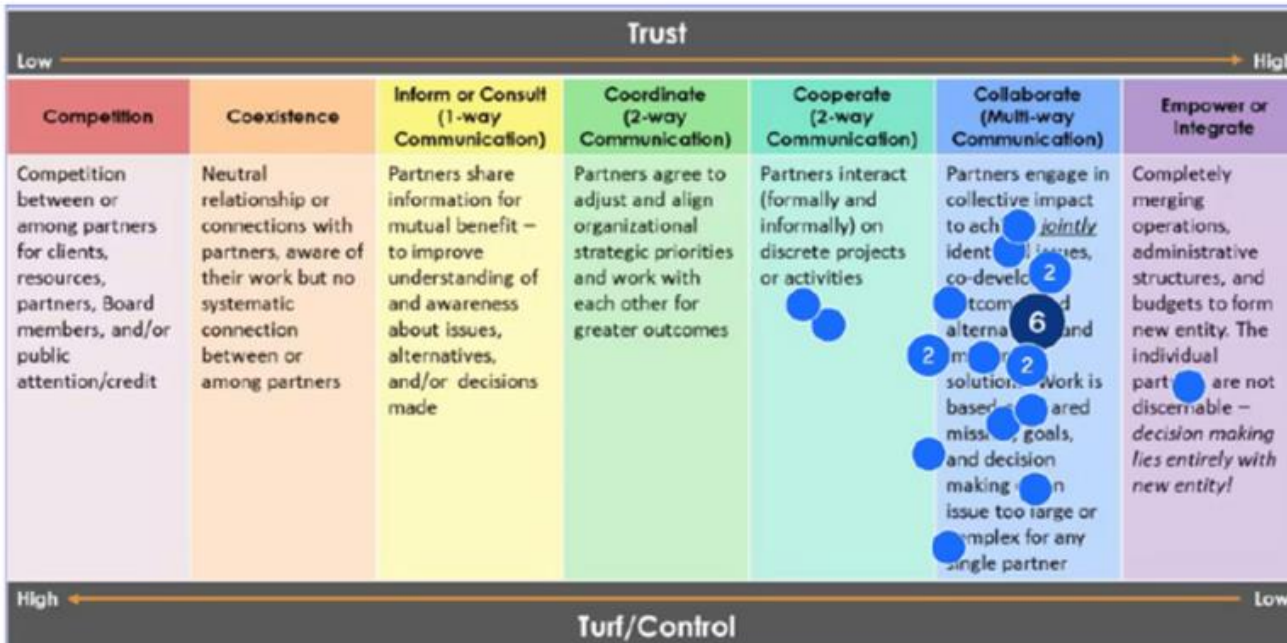 Trust
Low
High
Competition
Competition
between or
among partners
for clients,
resources,
partners, Board
members, and/or
public
attention/credit
Coexistence
Neutral
relationship or
connections with
partners, aware of
their work but no
systematic
connection
between or
among partners
Inform or Consult
(1-way
Communication)
Partners share
information for
mutual benefit –
to improve
understanding of
and awareness
about issues,
alternatives,
and/or decisions
made
Coordinate
(2-way
Communication)
Partners agree to
adjust and align
organizational
strategic priorities
and work with
each other for
greater outcomes
Cooperate
(2-way
Communication)
Partners interact
(formally and
informally) on
discrete projects
or activities
2
Collaborate
(Multi-way
Communication)
Partners engage in
collective impact
to jointly
issues,
2
6
and
2
solution Work is
based
goals,
and decision
making
issue too large or
for any
single partner
Empower or
Integrate
Completely
merging
operations,
administrative
structures, and
budgets to form
new entity. The
individual
are not
discernable –
decision making
lies entirely with
new entity!
High
Low
Turf/Control